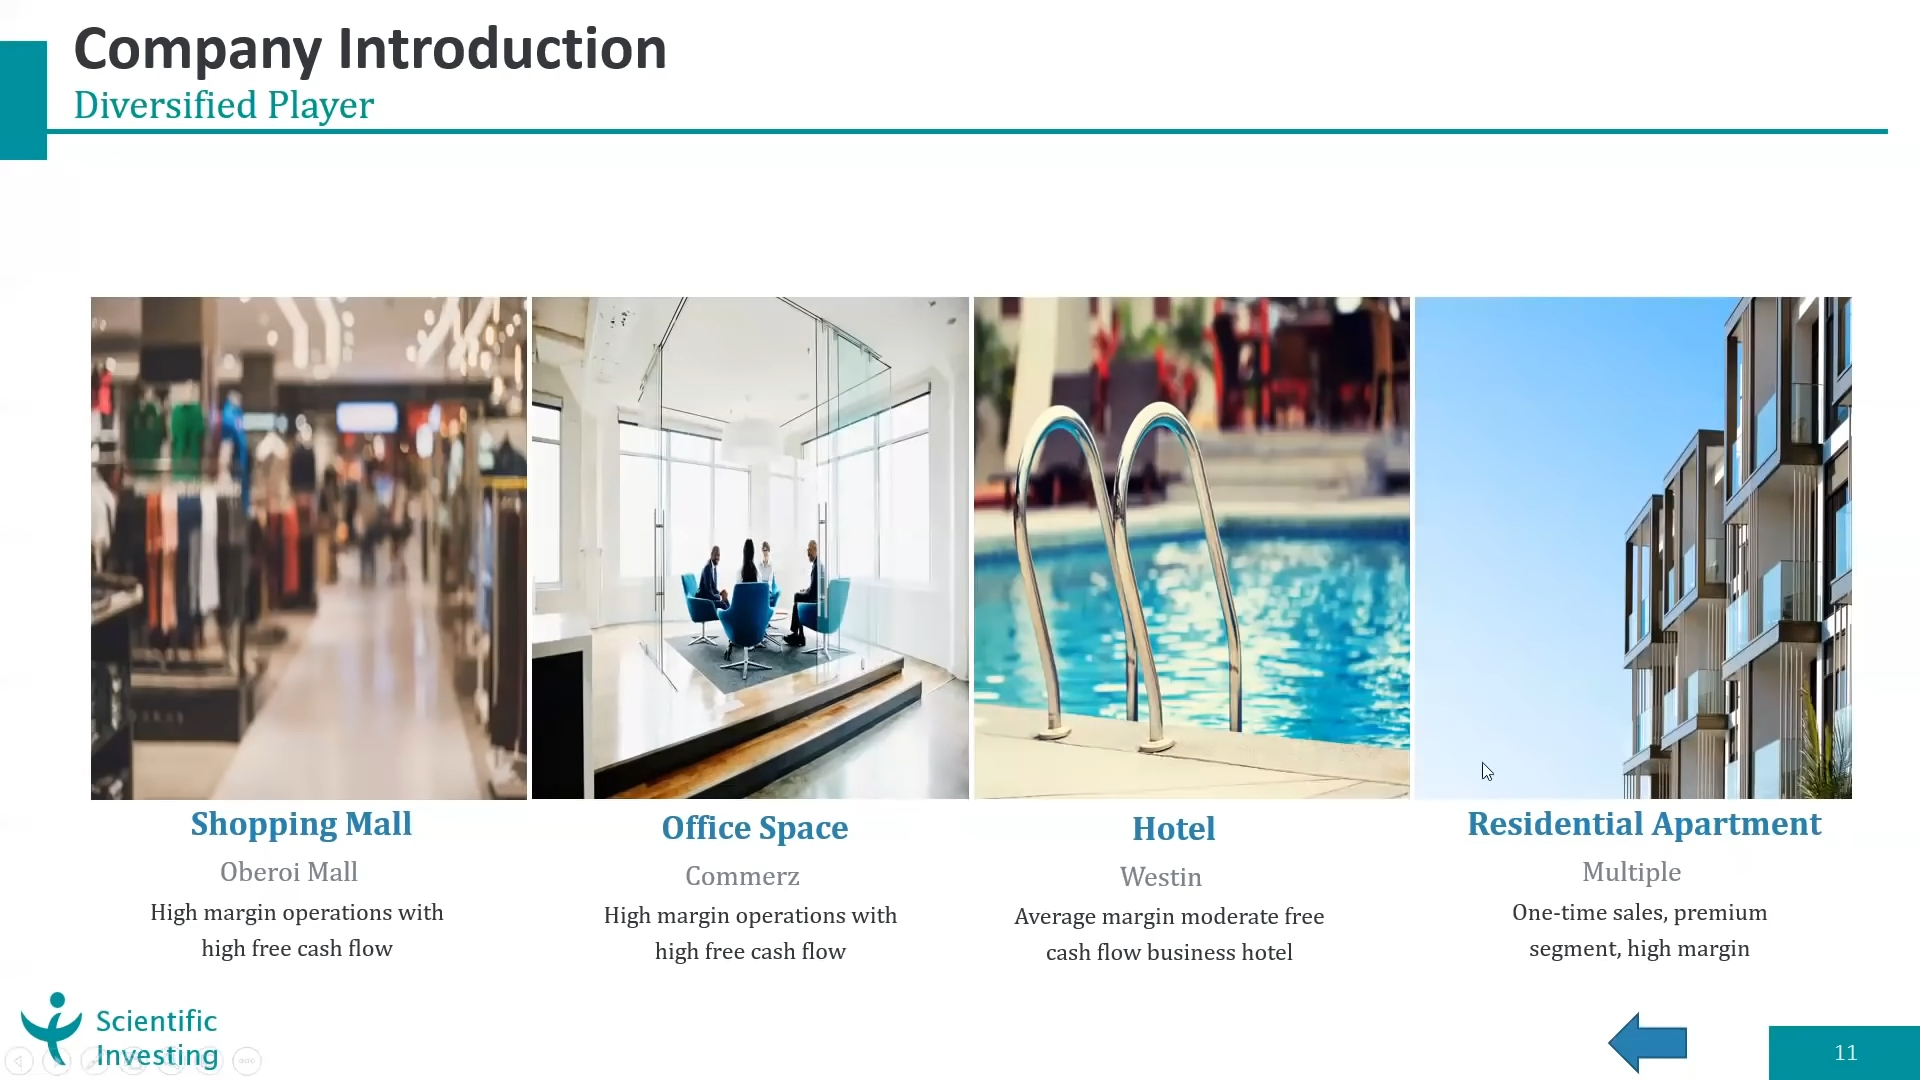 Company Introduction
Diversified Player
Shopping Mall
Oberoi Mall
High margin operations with
high free cash flow
Office Space
Commerz
High margin operations with
high free cash flow
Hotel
Westin
Average margin moderate free
cash flow business hotel
Residential Apartment
Multiple
One-time sales, premium
segment, high margin
Scientific
Investing
11